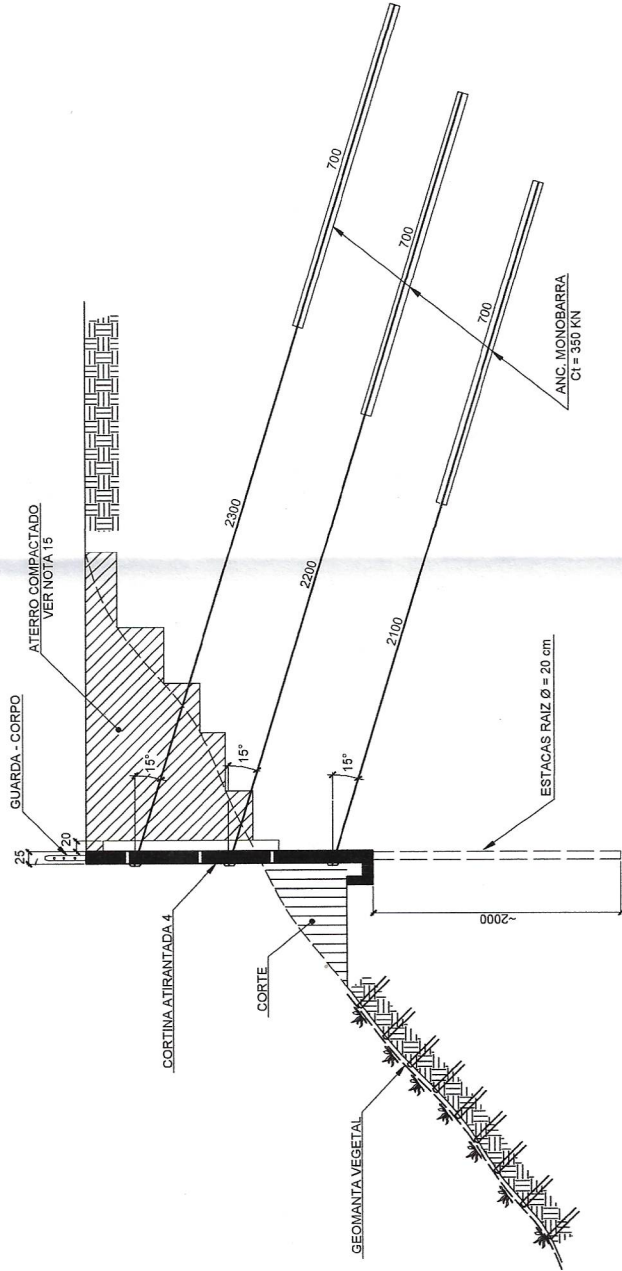 GUARDA - CORPO
ATERRO COMPACTADO
VER NOTA 15
25
20
15°
15°
15°
2300
2200
2100
700
700
700
ANC. MONOBARRA
Ct = 350 KN
CORTINA ATIRANTADA 4
CORTE
GEOMANTA VEGETAL
~2000
ESTACAS RAIZ Ø = 20 cm